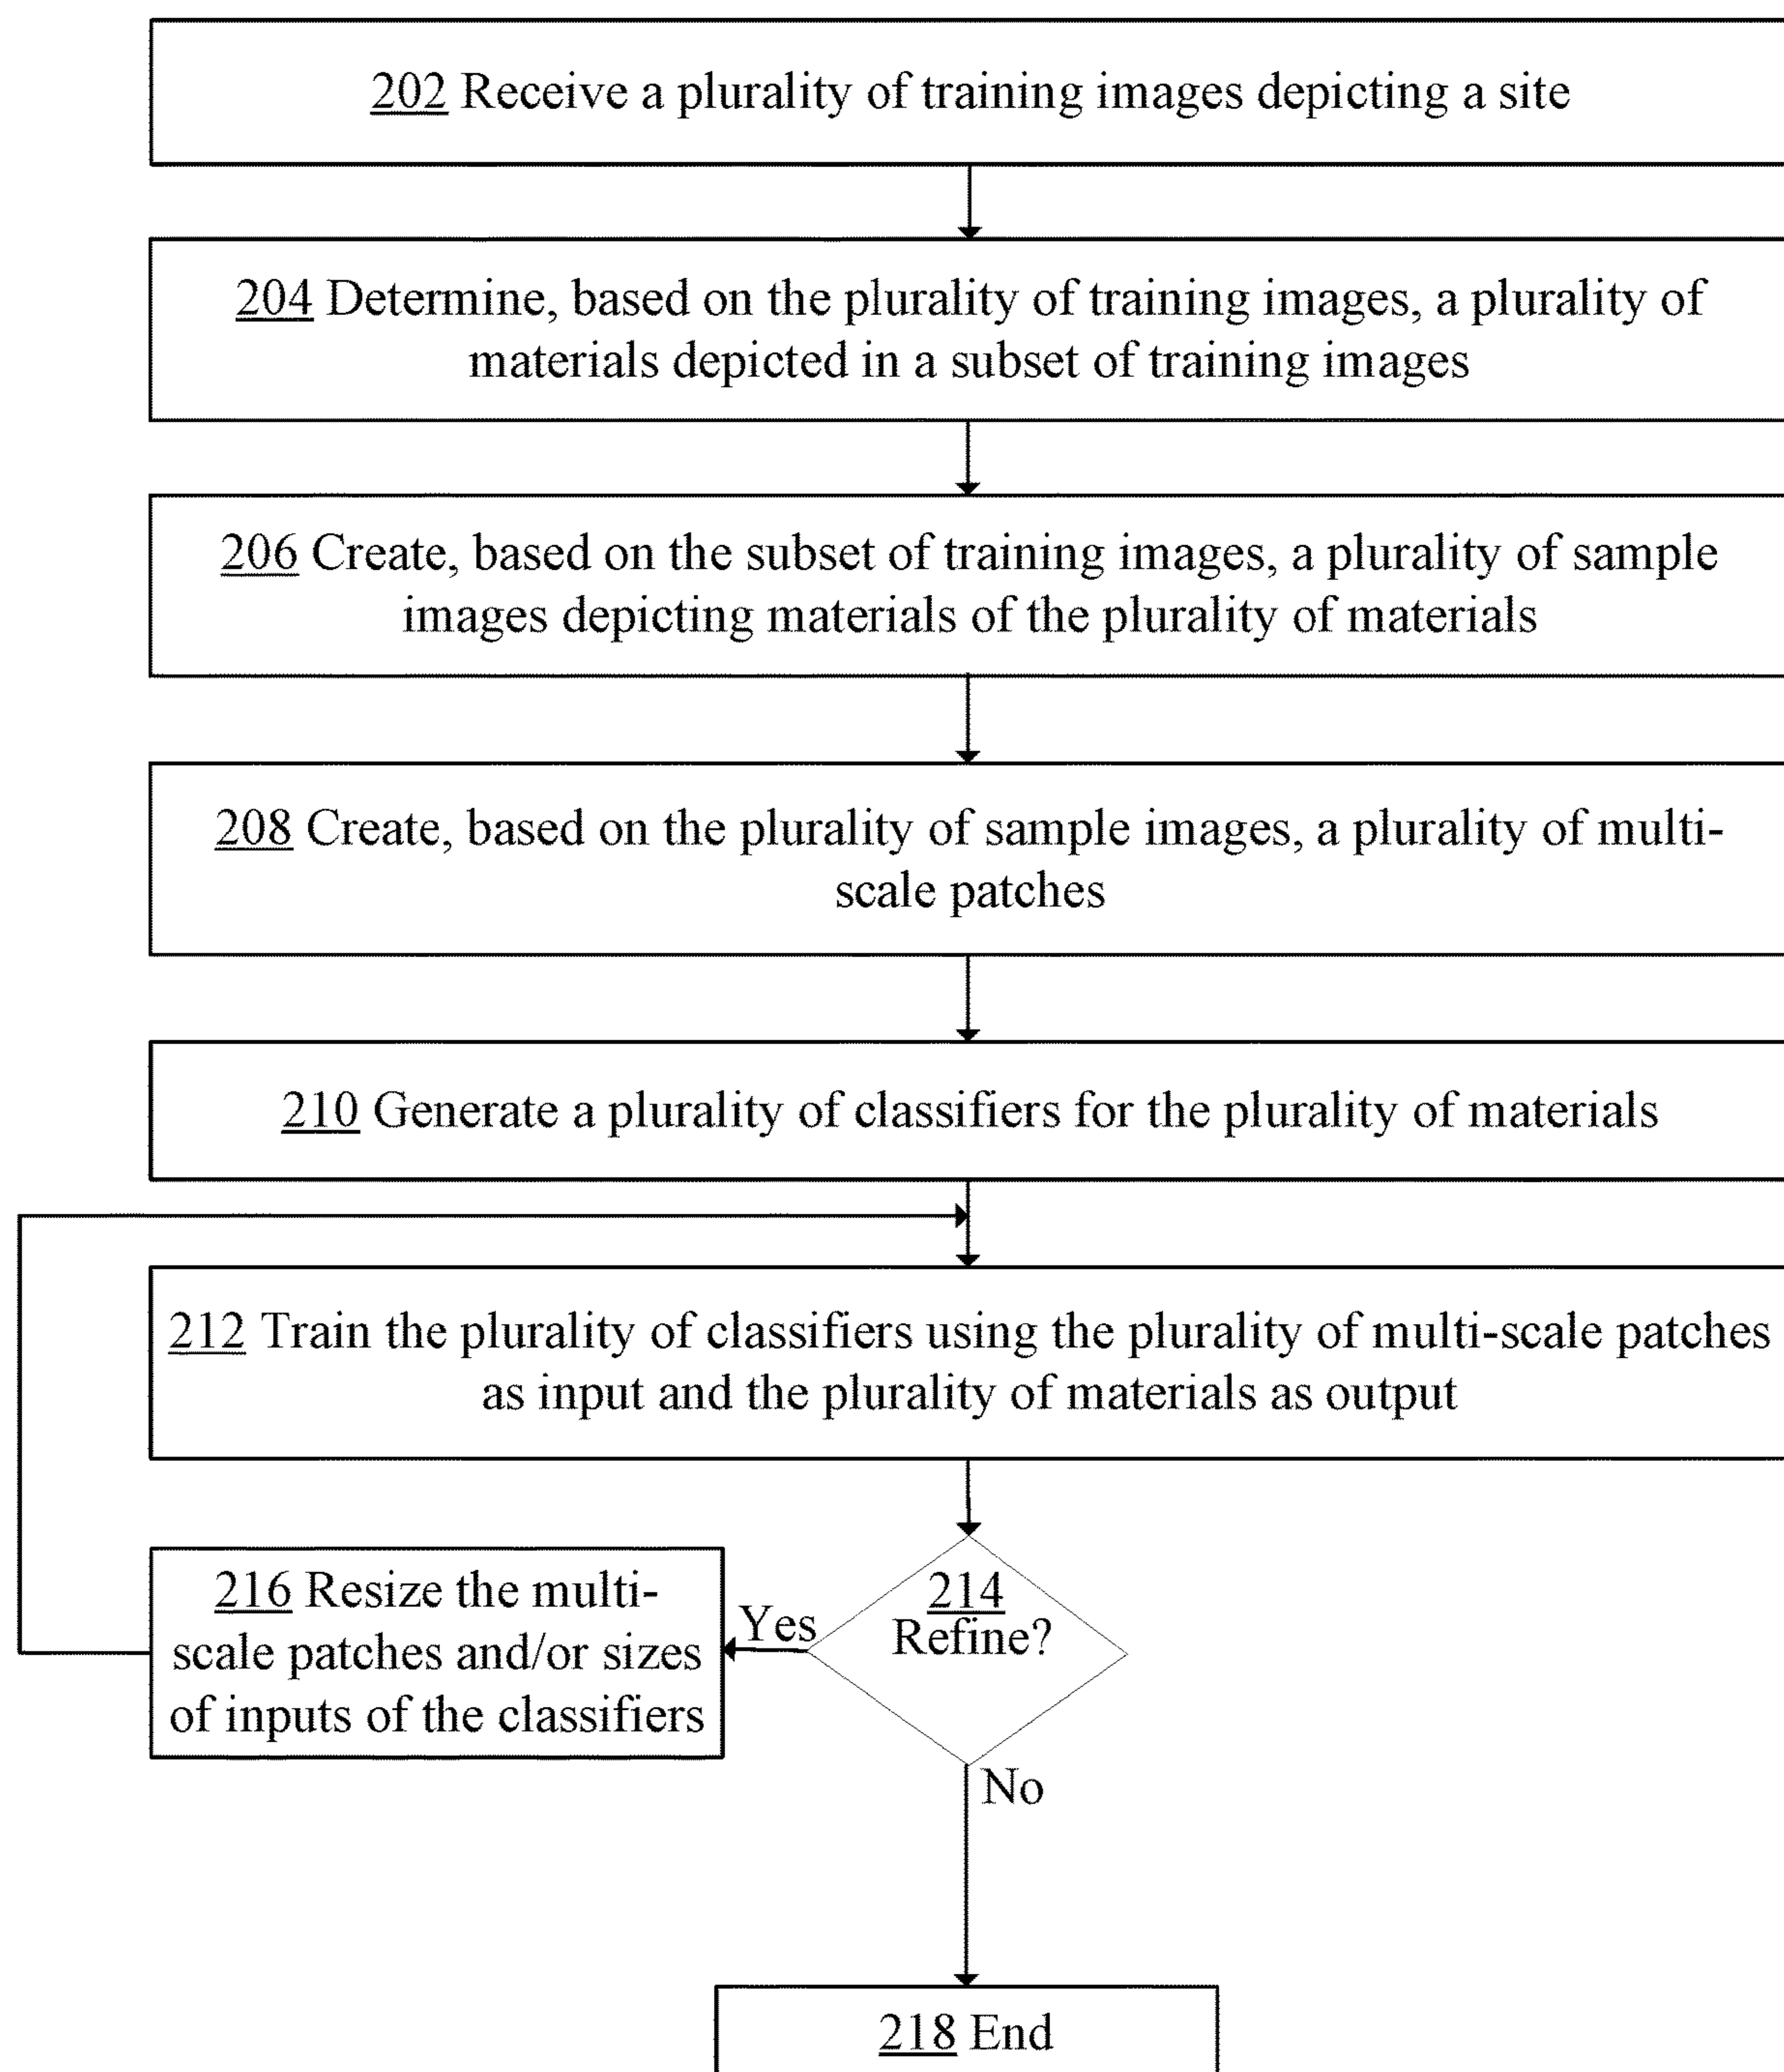 202 Receive a plurality of training images depicting a site
204 Determine, based on the plurality of training images, a plurality of
materials depicted in a subset of training images
206 Create, based on the subset of training images, a plurality of sample
images depicting materials of the plurality of materials
208 Create, based on the plurality of sample images, a plurality of multi-
scale patches
210 Generate a plurality of classifiers for the plurality of materials
212 Train the plurality of classifiers using the plurality of multi-scale patches
as input and the plurality of materials as output
214
Refine?
Yes
216 Resize the multi-
scale patches and/or sizes
of inputs of the classifiers
No
218 End